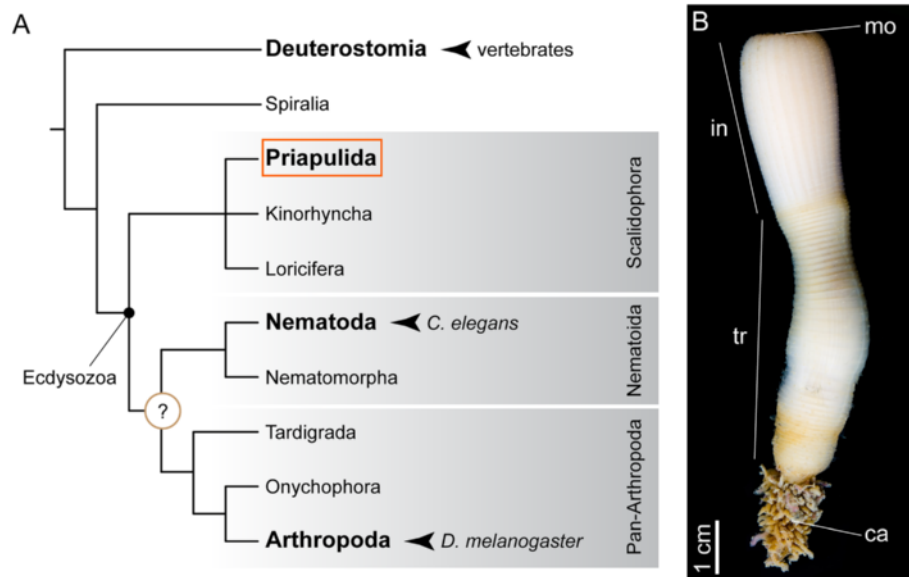 A
Deuterostomia
vertebrates
Spiralia
Priapulida
Kinorhyncha
Loricifera
Scalidophora
Nematoda
C. elegans
Nematomorpha
Nematoida
Ecdysozoa
?
Tardigrada
Onychophora
Arthropoda
D. melanogaster
Pan-Arthropoda
B
mo
in
tr
ca
1 cm